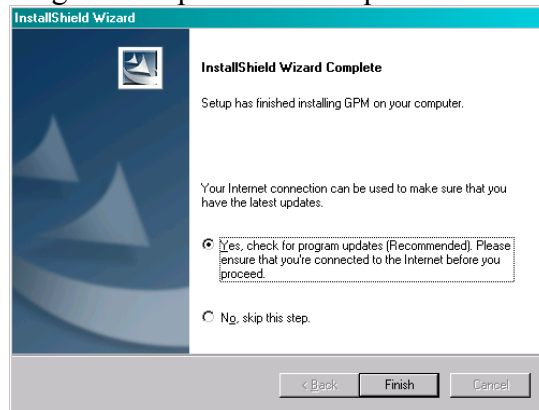 InstallShield Wizard
InstallShield Wizard Complete
Setup has finished installing GPM on your computer.
Your Internet connection can be used to make sure that you
have the latest updates.
Yes, check for program updates (Recommended). Please
ensure that you're connected to the Internet before you
proceed.
No, skip this step.
< Back Finish Cancel